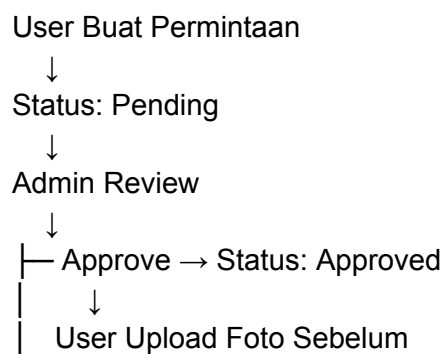 User Buat Permintaan
↓
Status: Pending
↓
Admin Review
↓
├─ Approve → Status: Approved
│ ↓
│ User Upload Foto Sebelum